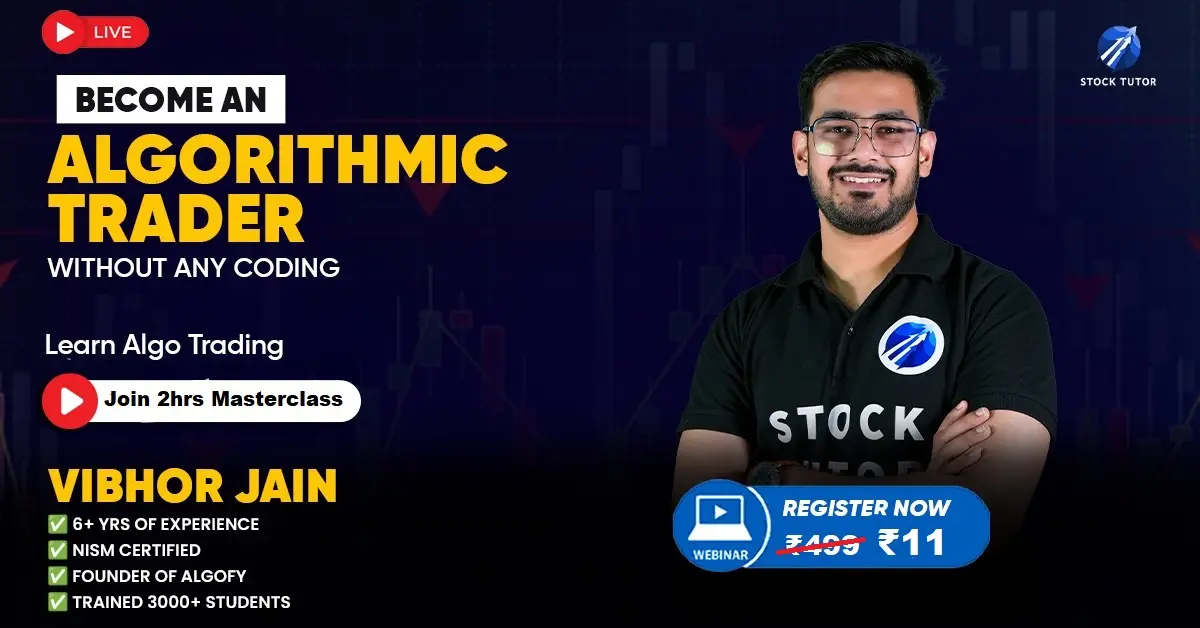 LIVE
BECOME AN
ALGORITHMIC
TRADER
WITHOUT ANY CODING
Learn Algo Trading
Join 2hrs Masterclass
VIBHOR JAIN
✅ 6+ YRS OF EXPERIENCE
✅ NISM CERTIFIED
✅ FOUNDER OF ALGOFY
✅ TRAINED 3000+ STUDENTS
STOCK TUTOR
STOCK
TUTOR
WEBINAR
REGISTER NOW
₹499 ₹11